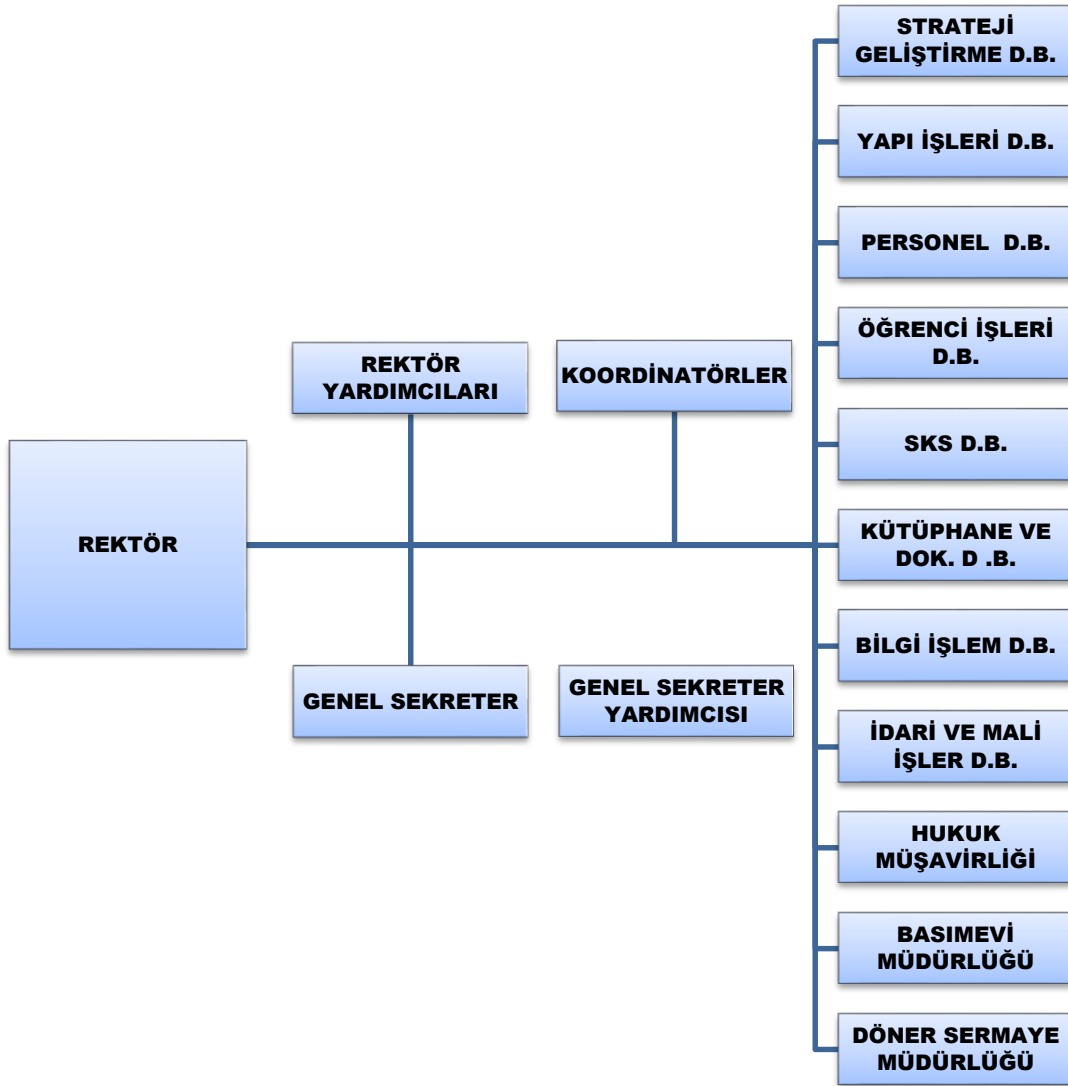 REKTÖR
REKTÖR
YARDIMCILARI
KOORDİNATÖRLER
GENEL SEKRETER
GENEL SEKRETER
YARDIMCISI
STRATEJİ
GELİŞTİRME D.B.
YAPI İŞLERİ D.B.
PERSONEL  D.B.
ÖĞRENCİ İŞLERİ
D.B.
SKS D.B.
KÜTÜPHANE VE
DOK. D .B.
BİLGİ İŞLEM D.B.
İDARİ VE MALİ
İŞLER D.B.
HUKUK
MÜŞAVİRLİĞİ
BASIMEVİ
MÜDÜRLÜĞÜ
DÖNER SERMAYE
MÜDÜRLÜĞÜ